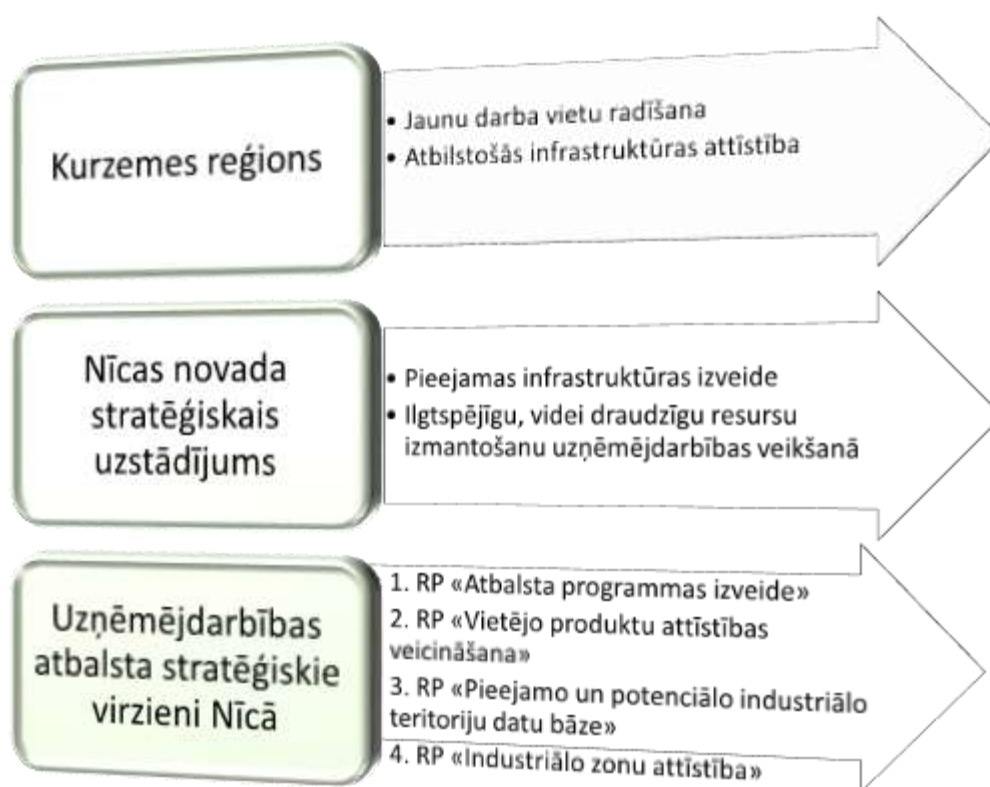 Kurzemes reģions
• Jaunu darba vietu radīšana
• Atbilstošās infrastruktūras attīstība
Nīcas novada
stratēģiskais
uzstādījums
• Pieejamas infrastruktūras izveide
• Ilgtspējīgu, videi draudzīgu resursu
izmantošanu uzņēmējdarbības veikšanā
Uzņēmējdarbības
atbalsta stratēģiskie
virzieni Nīcā
1. RP «Atbalsta programmas izveide»
2. RP «Vietējo produktu attīstības
veicināšana»
3. RP «Pieejamo un potenciālo industriālo
teritoriju datu bāze»
4. RP «Industriālo zonu attīstība»